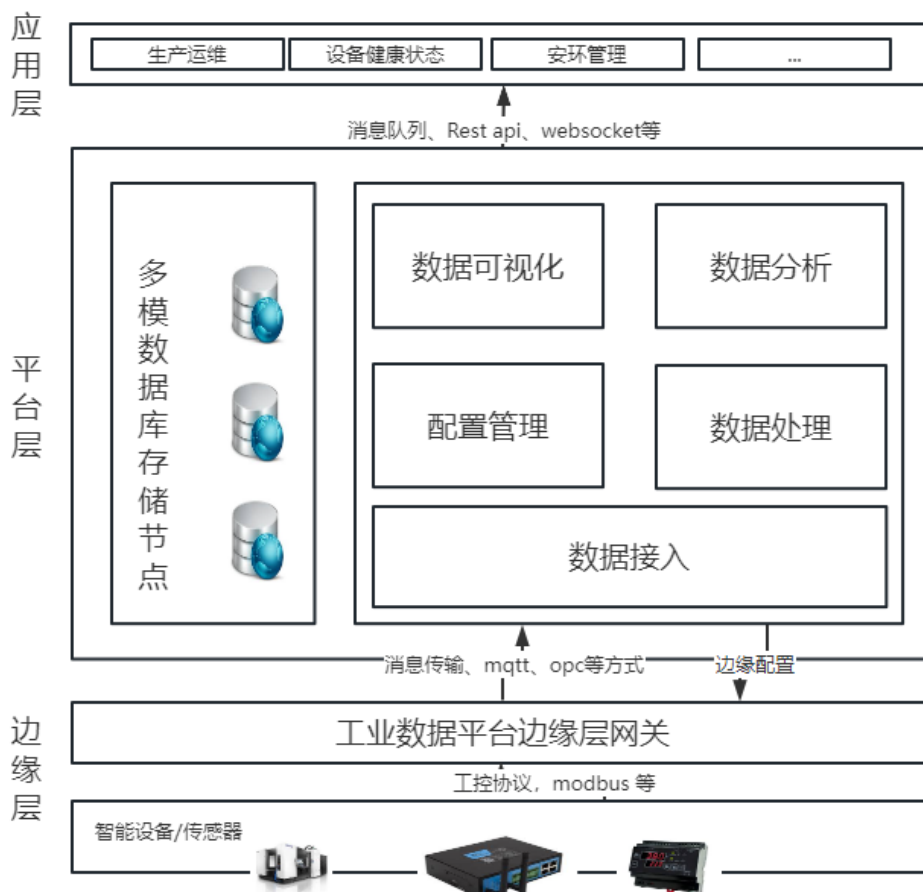 应用层
生产运维
设备健康状态
安环管理
...
消息队列、Rest api、websocket等
平台层
多模数据库存储节点
数据可视化
数据分析
配置管理
数据处理
数据接入
消息传输、mqtt、opc等方式
边缘配置
边缘层
工业数据平台边缘层网关
工控协议，modbus 等
智能设备/传感器